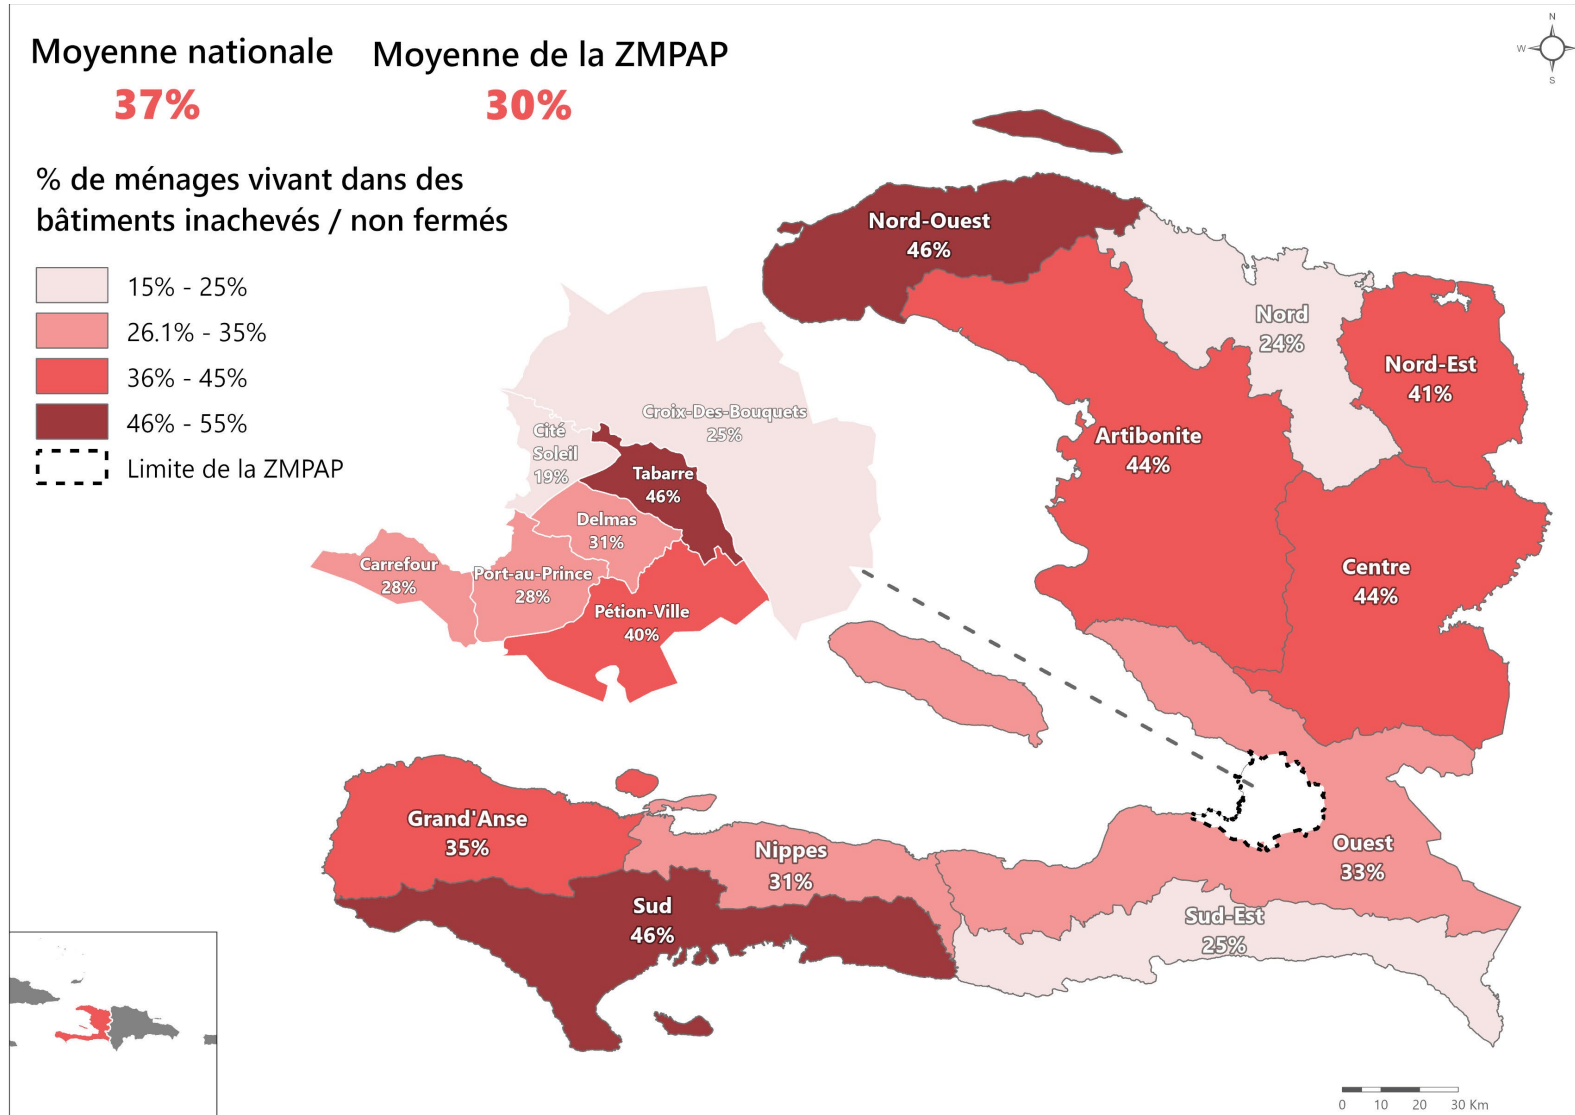 Moyenne nationale
37%
Moyenne de la ZMPAP
30%
% de ménages vivant dans des
bâtiments inachevés / non fermés
15% - 25%
26.1% - 35%
36% - 45%
46% - 55%
Limite de la ZMPAP
N
W
S
Nord-Ouest
46%
Nord
24%
Nord-Est
41%
Artibonite
44%
Centre
44%
Croix-Des-Bouquets
25%
Cité
Soleil
19%
Tabarre
46%
Delmas
31%
Carrefour
28%
Port-au-Prince
28%
Pétion-Ville
40%
Grand'Anse
35%
Nippes
31%
Ouest
33%
Sud
46%
Sud-Est
25%
0 10 20 30 Km